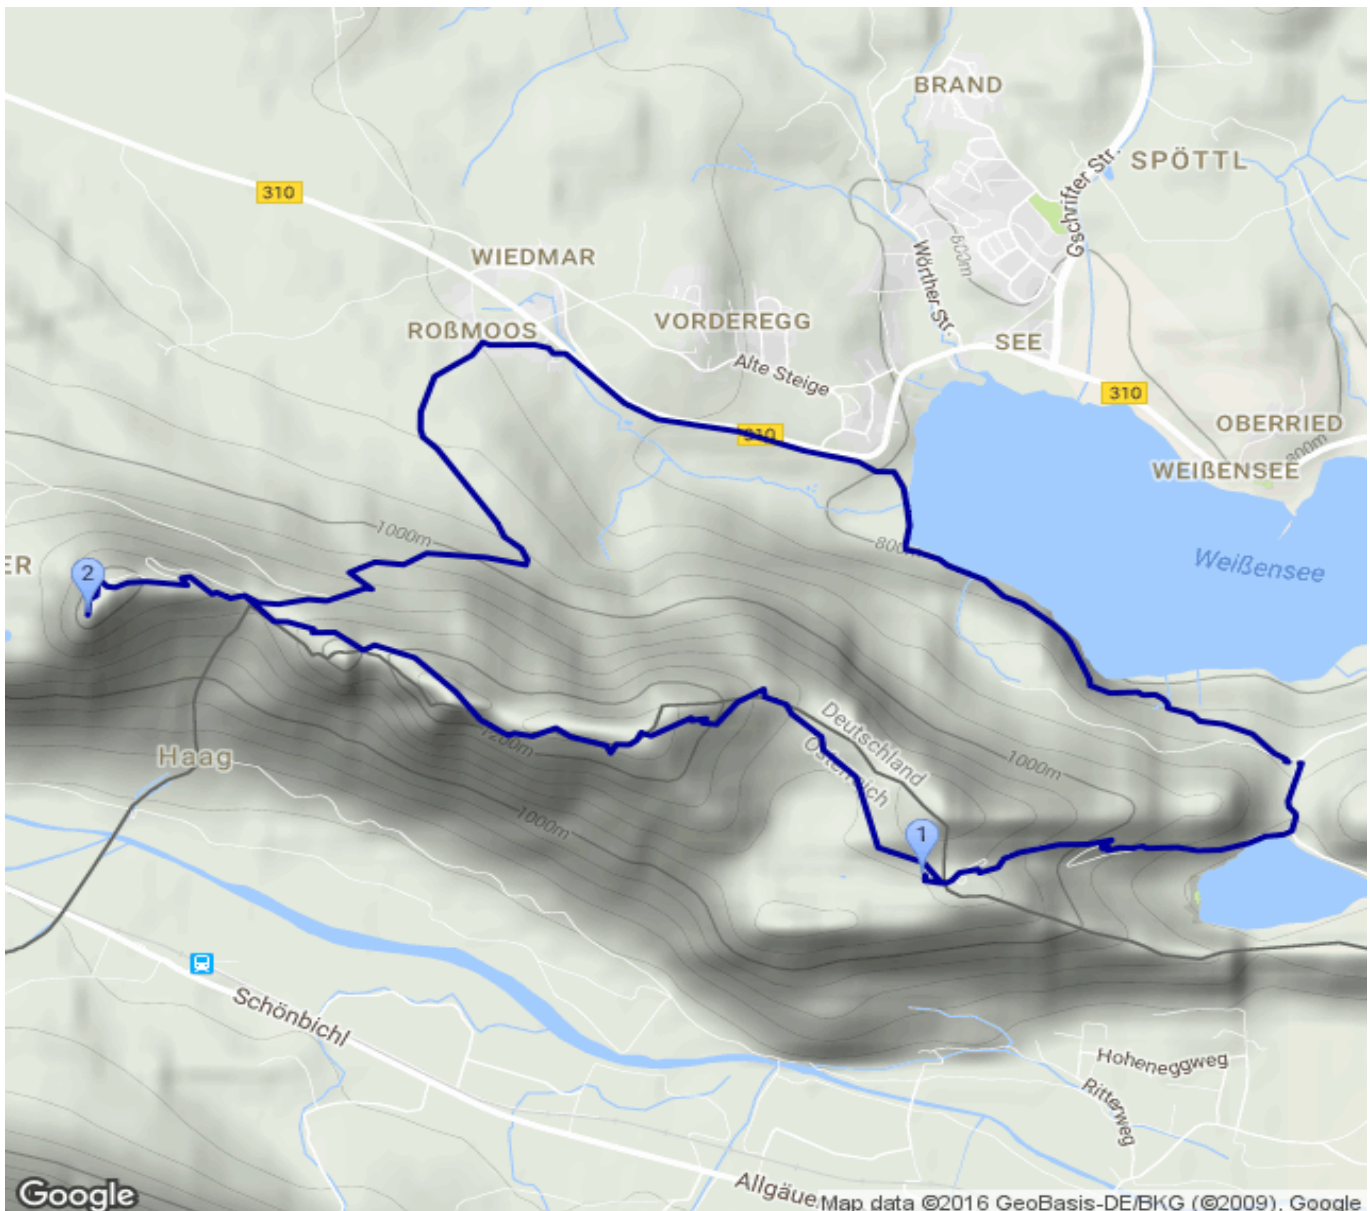 BRAND
SPÖTTL
Gschrifter Str.
310
600m
WIEDMAR
Wörther Str.
VORDEREGG
ROßMOOS
SEE
Alte Steige
310
OBERRIED
310
800m
WEIßENSEE
1000m
800m
Weißensee
ER
2
Deutschland
Österreich
1200m
Haag
1000m
1000m
1
Schönbichl
Hoheneggweg
Ritterweg
Allgäuer
Google
Map data ©2016 GeoBasis-DE/BKG (©2009), Google